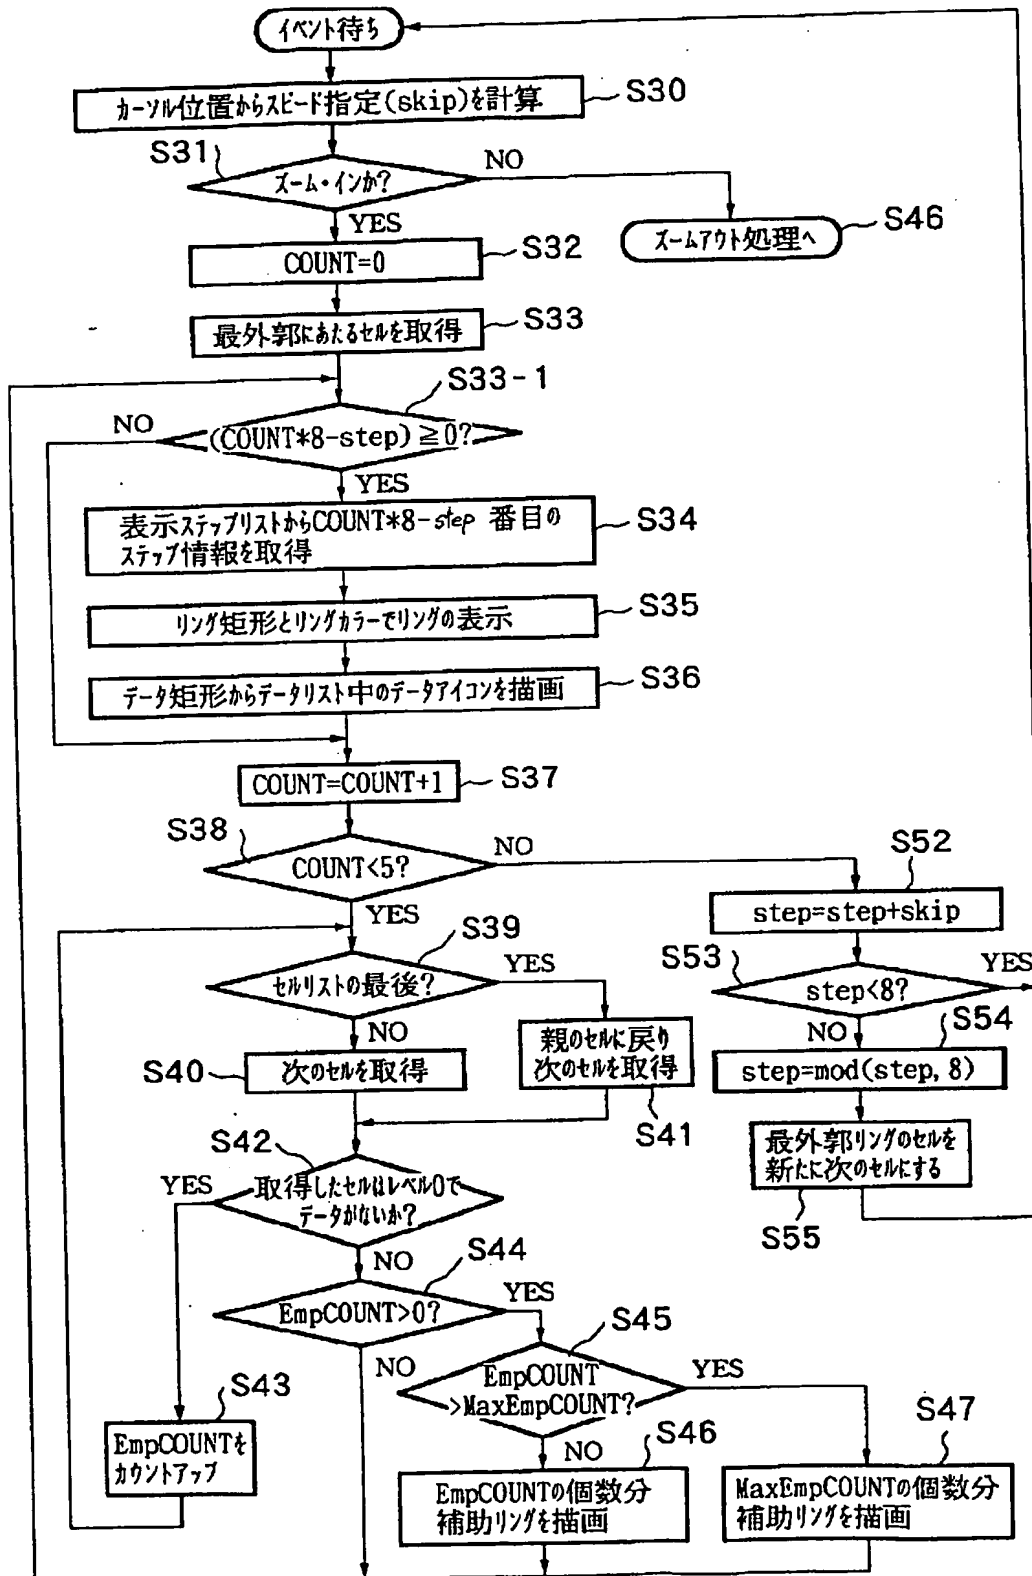 イベント待ち
カーソル位置からスピード指定(skip)を計算
S30
S31
ズーム・インか?
NO
YES
ズームアウト処理へ
S46
COUNT=0
S32
最外郭にあたるセルを取得
S33
S33-1
NO
(COUNT*8-step)≧0?
YES
表示ステップリストからCOUNT*8-step 番目の
ステップ情報を取得
S34
リング矩形とリングカラーでリングの表示
S35
データ矩形からデータリスト中のデータアイコンを描画
S36
COUNT=COUNT+1
S37
S38
COUNT<5?
NO
YES
S52
step=step+skip
S39
セルリストの最後?
YES
NO
S53
step<8?
YES
NO
S54
step=mod(step,8)
S40
次のセルを取得
親のセルに戻り
次のセルを取得
S41
最外郭リングのセルを
新たに次のセルにする
S55
S42
YES
取得したセルはレベル0で
データがないか?
NO
S44
EmpCOUNT>0?
YES
NO
S45
EmpCOUNT
>MaxEmpCOUNT?
YES
NO
S43
EmpCOUNTを
カウントアップ
S46
EmpCOUNTの個数分
補助リングを描画
S47
MaxEmpCOUNTの個数分
補助リングを描画